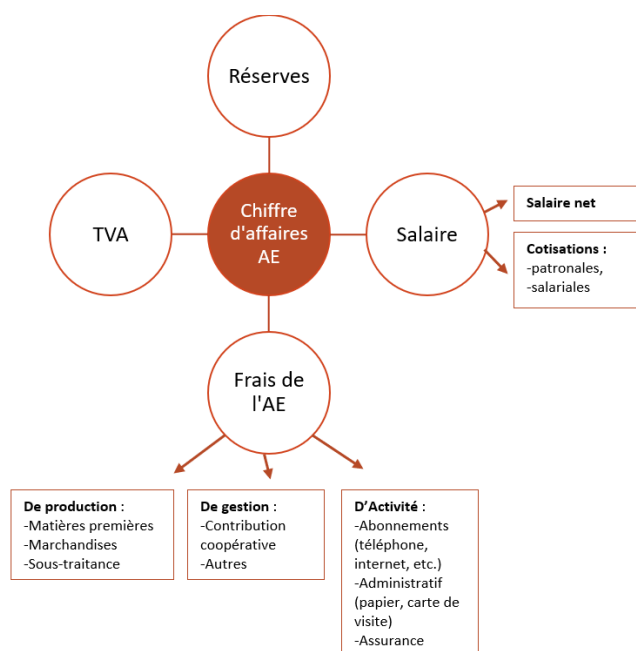 Réserves
TVA
Chiffre
d'affaires
AE
Salaire
Salaire net
Cotisations :
-patronales,
-salariales
Frais de
l'AE
De production :
-Matières premières
-Marchandises
-Sous-traitance
De gestion :
-Contribution
coopérative
-Autres
D’Activité :
-Abonnements
(téléphone,
internet, etc.)
-Administratif
(papier, carte de
visite)
-Assurance